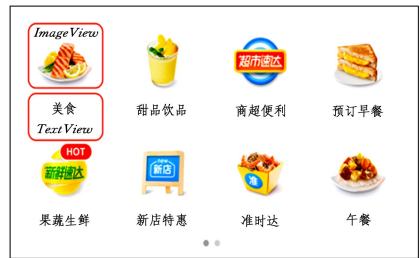 ImageView
超市速达
美食
甜品饮品
商超便利
预订早餐
TextView
HOT
新鲜速达
new
新店
准
果蔬生鲜
新店特惠
准时达
午餐